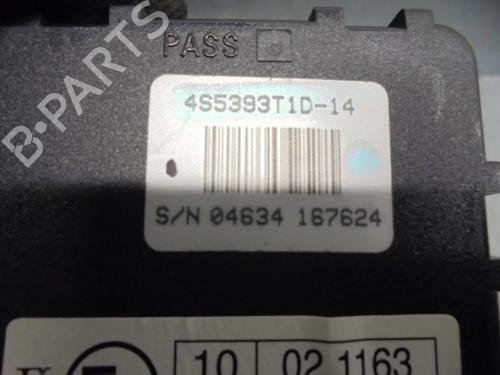 PASS
4S5393T1D-14
S/N 04634 167624
10 02 1163
B-PARTS